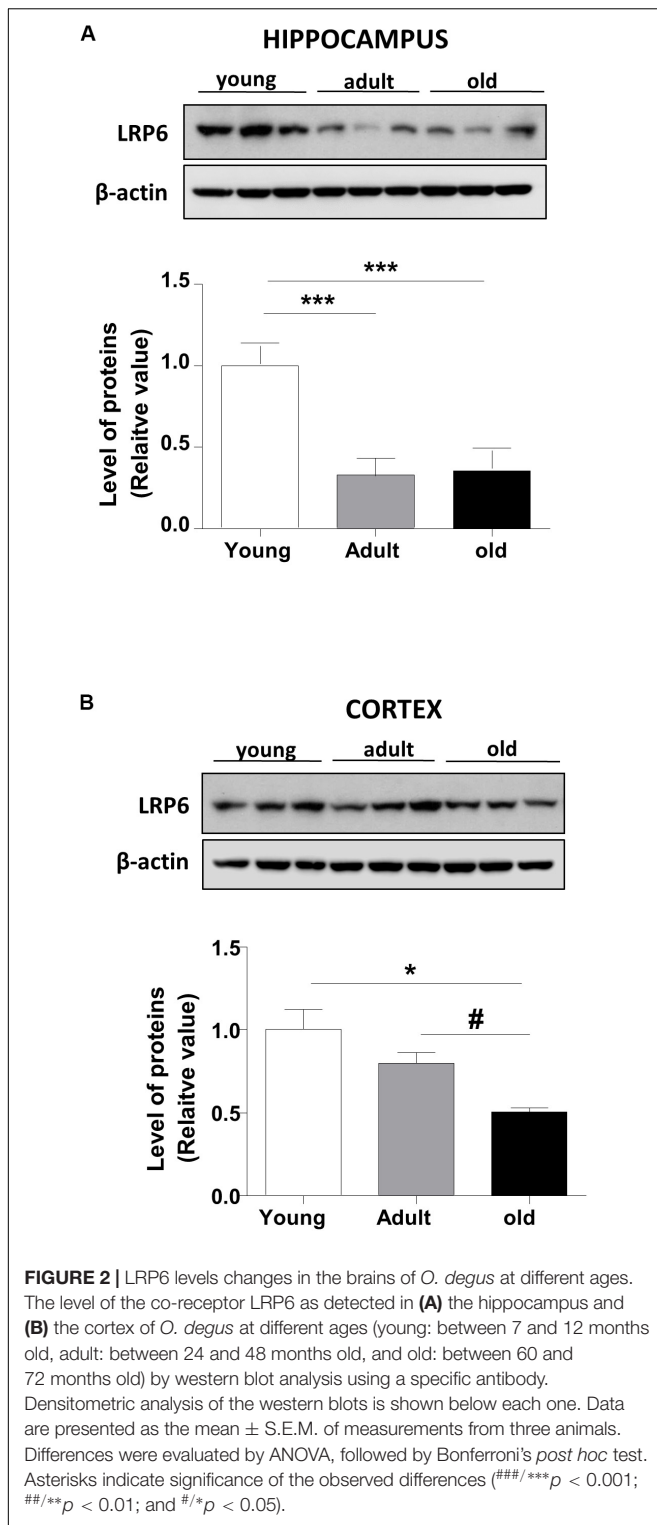 A
HIPPOCAMPUS
young adult old
LRP6
β-actin
***
***
1.5
1.0
0.5
0.0
Level of proteins
(Relaitve value)
Young Adult old
B
CORTEX
young adult old
LRP6
β-actin
*
#
1.5
1.0
0.5
0.0
Level of proteins
(Relaitve value)
Young Adult old
FIGURE 2 | LRP6 levels changes in the brains of O. degus at different ages.
The level of the co-receptor LRP6 as detected in (A) the hippocampus and
(B) the cortex of O. degus at different ages (young: between 7 and 12 months
old, adult: between 24 and 48 months old, and old: between 60 and
72 months old) by western blot analysis using a specific antibody.
Densitometric analysis of the western blots is shown below each one. Data
are presented as the mean ± S.E.M. of measurements from three animals.
Differences were evaluated by ANOVA, followed by Bonferroni's post hoc test.
Asterisks indicate significance of the observed differences (###/***p < 0.001;
##/**p < 0.01; and #/*p < 0.05).